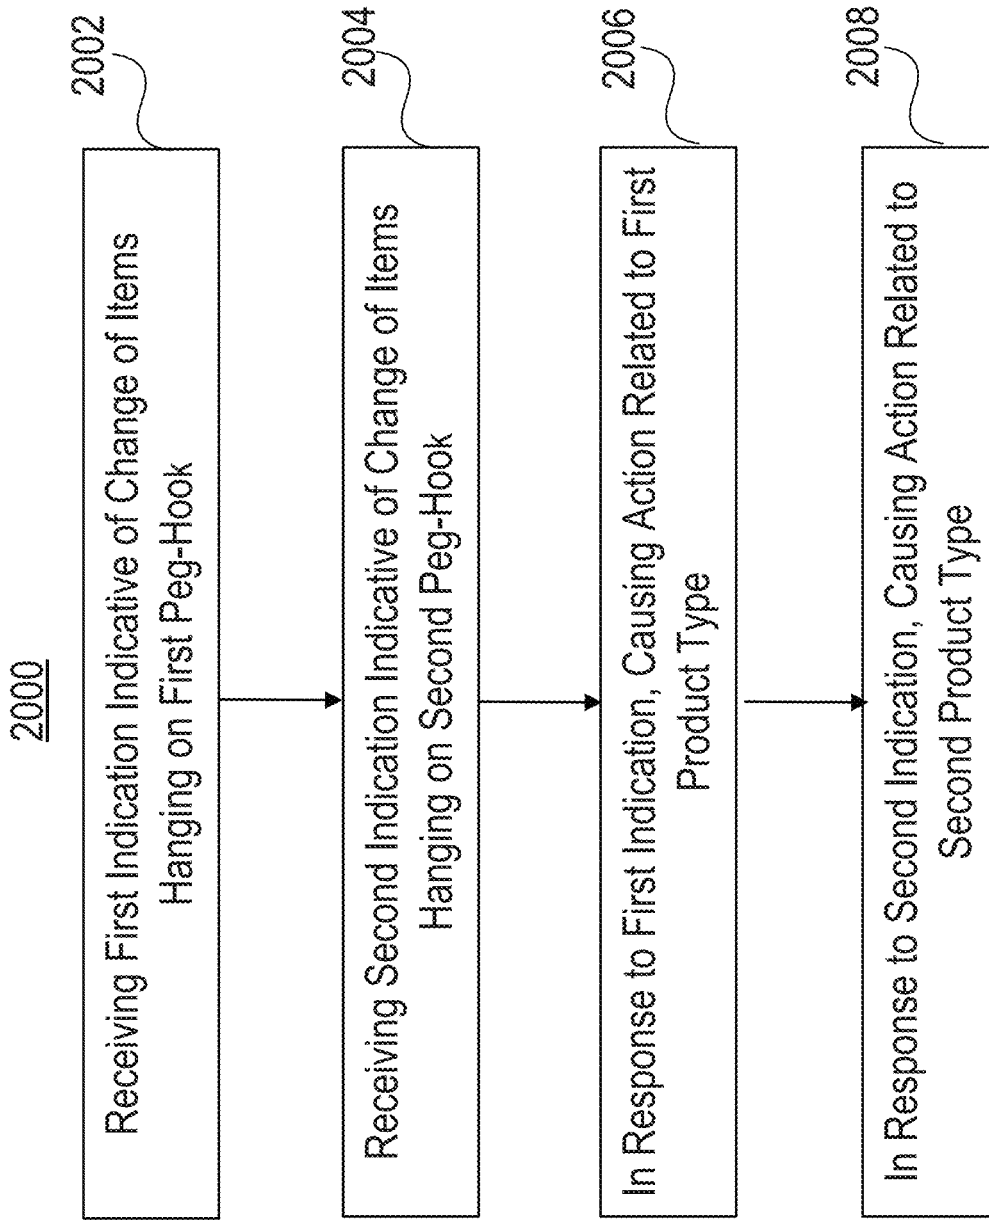 2000
Receiving First Indication Indicative of Change of Items
Hanging on First Peg-Hook
2002
Receiving Second Indication Indicative of Change of Items
Hanging on Second Peg-Hook
2004
In Response to First Indication, Causing Action Related to First
Product Type
2006
In Response to Second Indication, Causing Action Related to
Second Product Type
2008